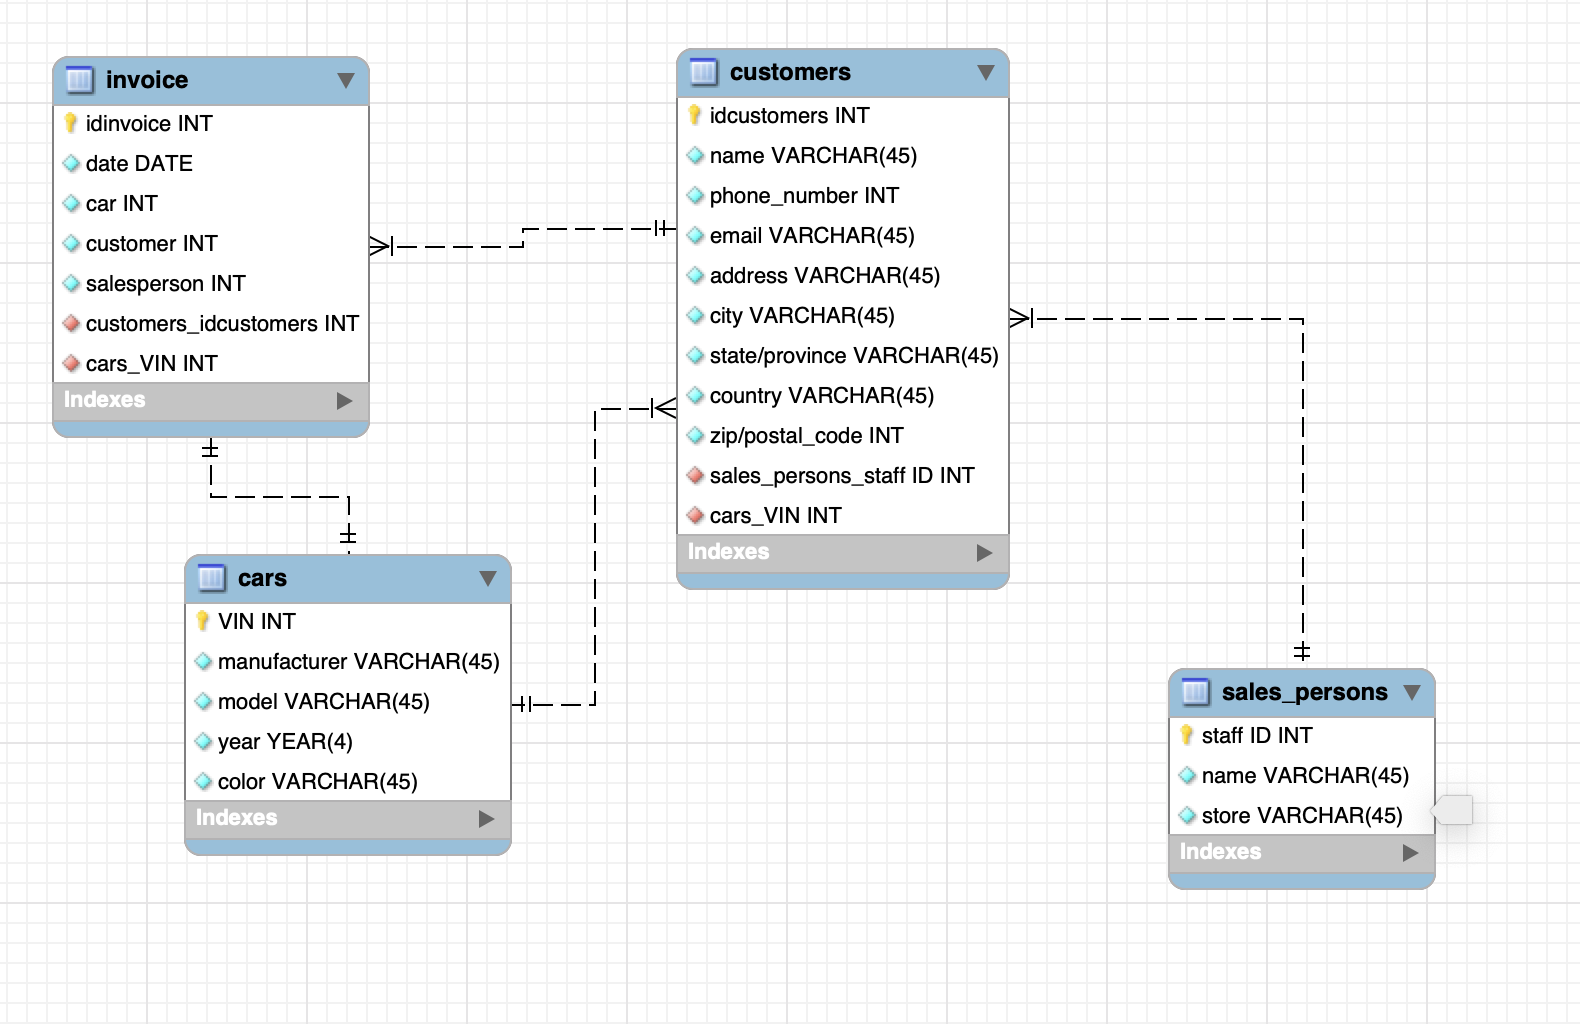 invoice
idinvoice INT
date DATE
car INT
customer INT
salesperson INT
customers_idcustomers INT
cars_VIN INT
Indexes
customers
idcustomers INT
name VARCHAR(45)
phone_number INT
email VARCHAR(45)
address VARCHAR(45)
city VARCHAR(45)
state/province VARCHAR(45)
country VARCHAR(45)
zip/postal_code INT
sales_persons_staff ID INT
cars_VIN INT
Indexes
cars
VIN INT
manufacturer VARCHAR(45)
model VARCHAR(45)
year YEAR(4)
color VARCHAR(45)
Indexes
sales_persons
staff ID INT
name VARCHAR(45)
store VARCHAR(45)
Indexes